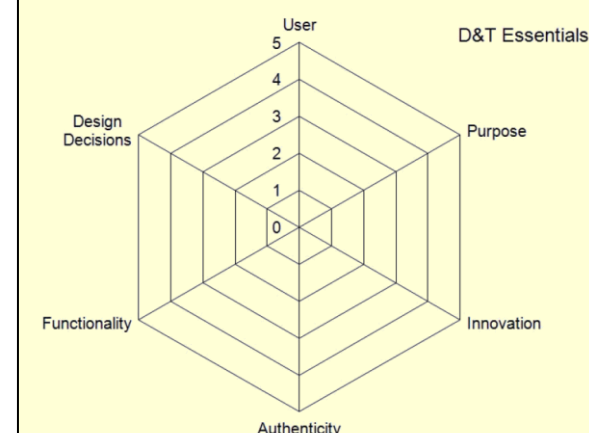 User
D&T Essentials
5
4
3
2
1
0
Design
Decisions
Purpose
Functionality
Innovation
Authenticity